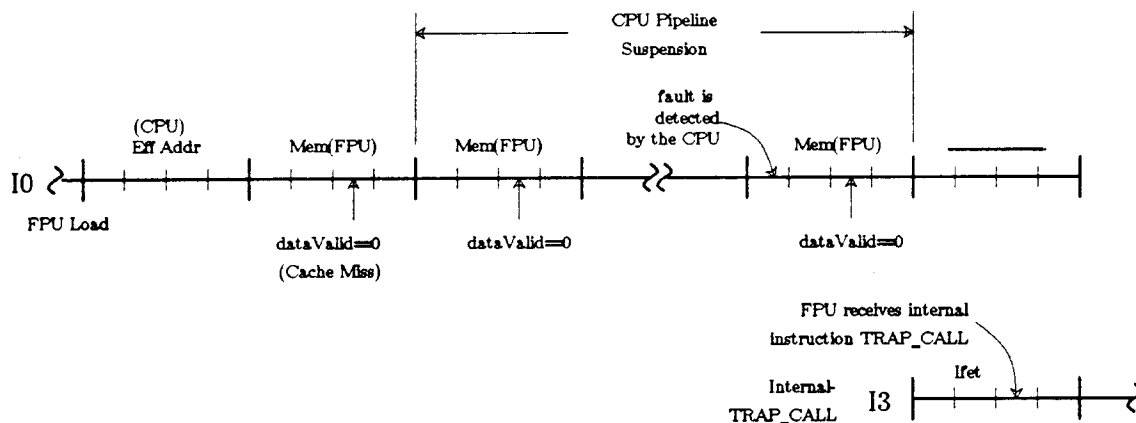 CPU Pipeline
Suspension
fault is
detected
by the CPU
(CPU)
Eff Addr
Mem(FPU)
Mem(FPU)
Mem(FPU)
I0
FPU Load
dataValid==0
(Cache Miss)
dataValid==0
dataValid==0
FPU receives internal
instruction TRAP_CALL
Ifet
Internal-
TRAP_CALL
I3